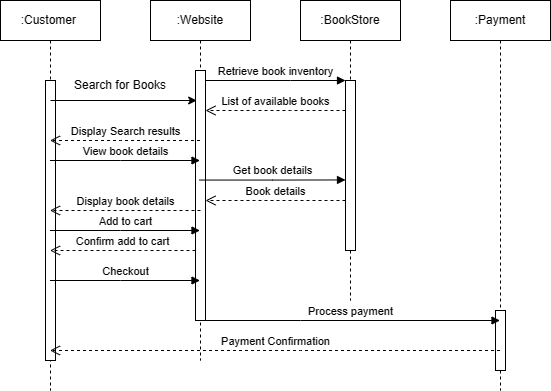 :Customer
:Website
:BookStore
:Payment
Retrieve book inventory
Search for Books
List of available books
Display Search results
View book details
Get book details
Book details
Display book details
Add to cart
Confirm add to cart
Checkout
Process payment
Payment Confirmation